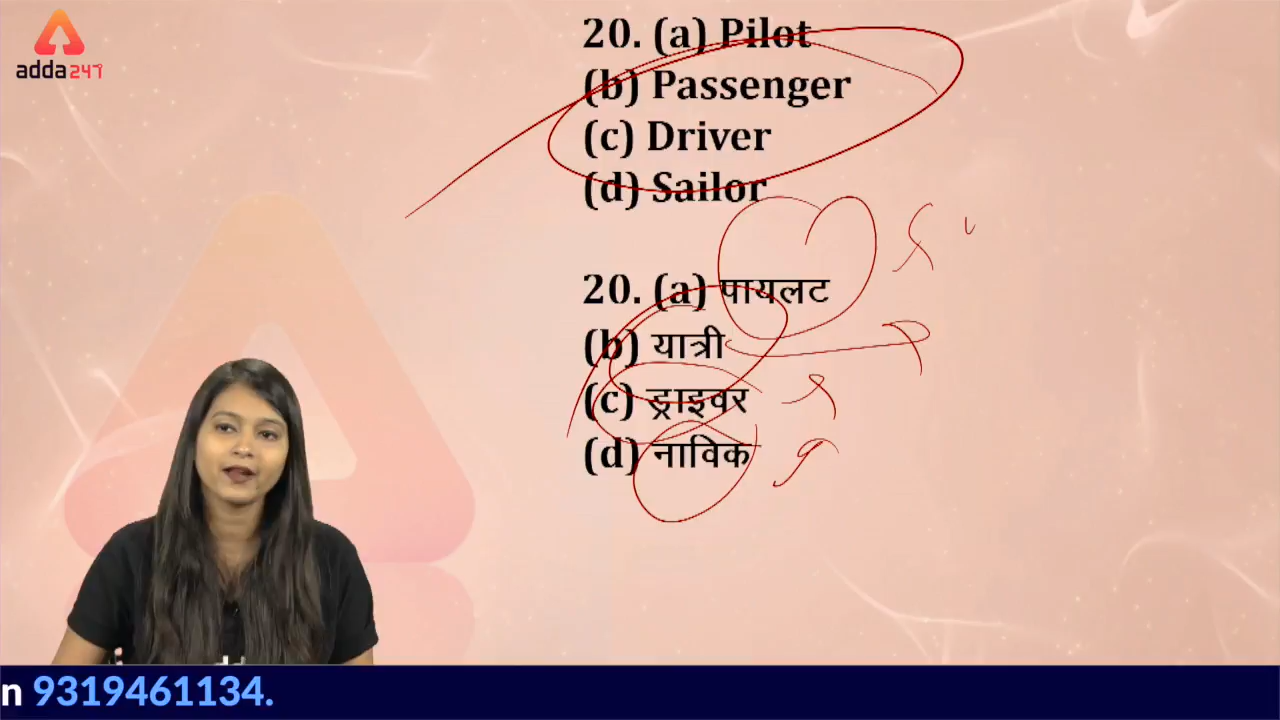 adda247
20. (a) Pilot
(b) Passenger
(c) Driver
(d) Sailor
20. (a) पायलट
(b) यात्री
(c) ड्राइवर
(d) नाविक
n 9319461134.